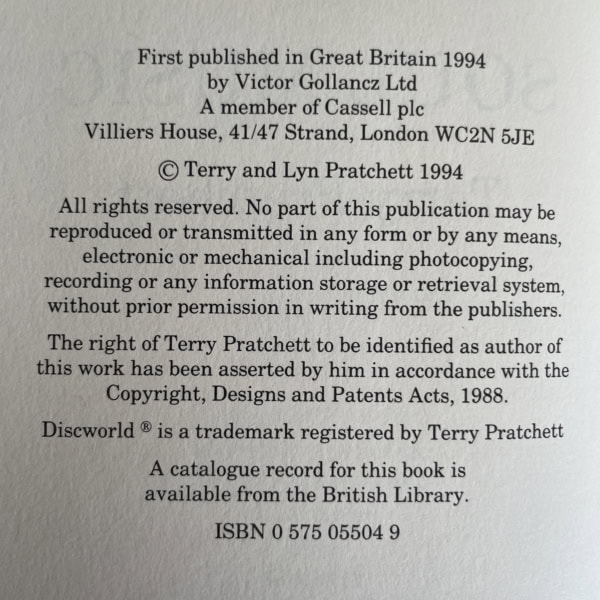 First published in Great Britain 1994
by Victor Gollancz Ltd
A member of Cassell plc
Villiers House, 41/47 Strand, London WC2N 5JE
© Terry and Lyn Pratchett 1994
All rights reserved. No part of this publication may be
reproduced or transmitted in any form or by any means,
electronic or mechanical including photocopying,
recording or any information storage or retrieval system,
without prior permission in writing from the publishers.
The right of Terry Pratchett to be identified as author of
this work has been asserted by him in accordance with the
Copyright, Designs and Patents Acts, 1988.
Discworld ® is a trademark registered by Terry Pratchett
A catalogue record for this book is
available from the British Library.
ISBN 0 575 05504 9